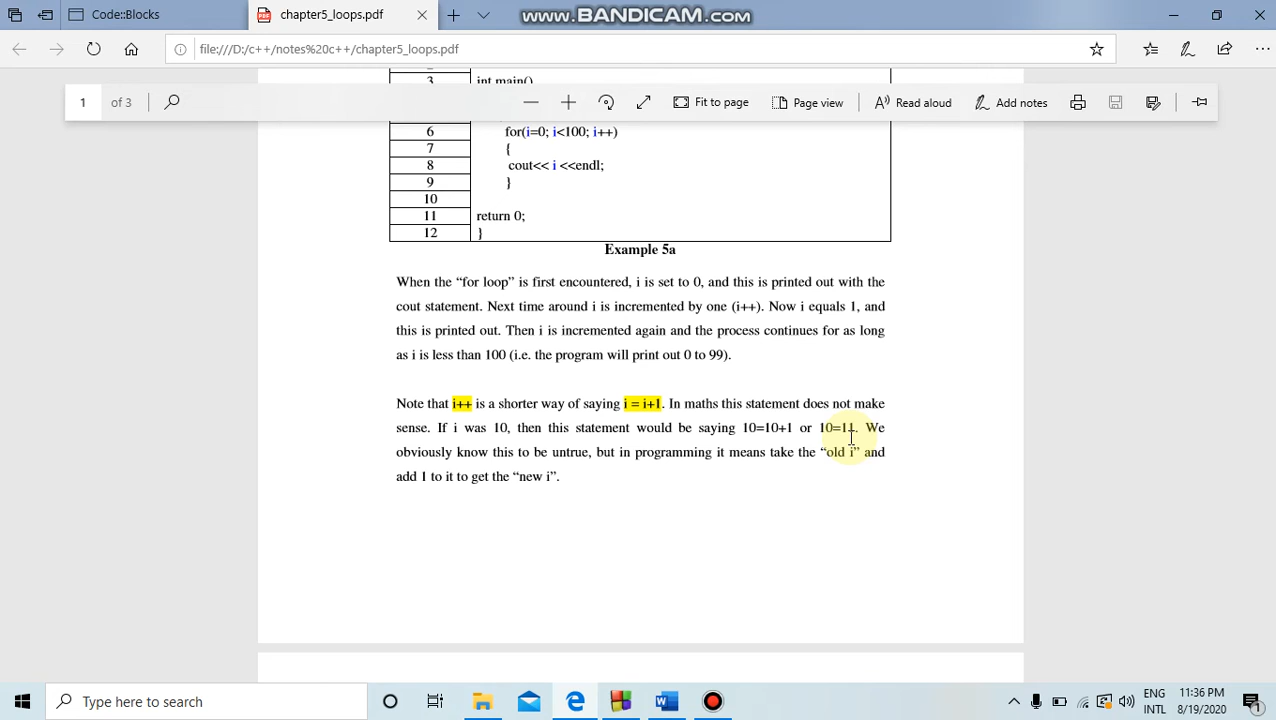 WWW.BANDICAM.COM
chapter5_loops.pdf
file:///D:/c++/notes%20c++/chapter5_loops.pdf
3 int main()
1 of 3 Fit to page Page view Read aloud Add notes
6 for(i=0; i<100; i++)
7 {
8 cout<< i <<endl;
9 }
10
11 return 0;
12 }
Example 5a
When the “for loop” is first encountered, i is set to 0, and this is printed out with the
cout statement. Next time around i is incremented by one (i++). Now i equals 1, and
this is printed out. Then i is incremented again and the process continues for as long
as i is less than 100 (i.e. the program will print out 0 to 99).
Note that i++ is a shorter way of saying i = i+1. In maths this statement does not make
sense. If i was 10, then this statement would be saying 10=10+1 or 10=11. We
obviously know this to be untrue, but in programming it means take the “old i” and
add 1 to it to get the “new i”.
Type here to search
ENG 11:36 PM
INTL 8/19/2020